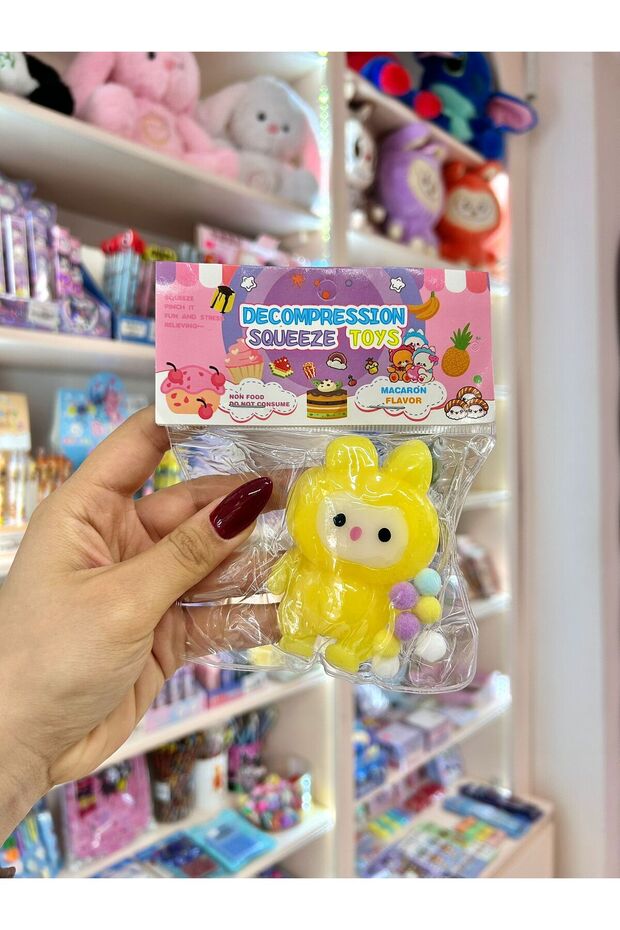 SQUEEZE
PINCH IT
FUN AND STRESS
RELIEVING~
DECOMPRESSION
SQUEEZE TOYS
NON FOOD
DO NOT CONSUME
MACARON
FLAVOR